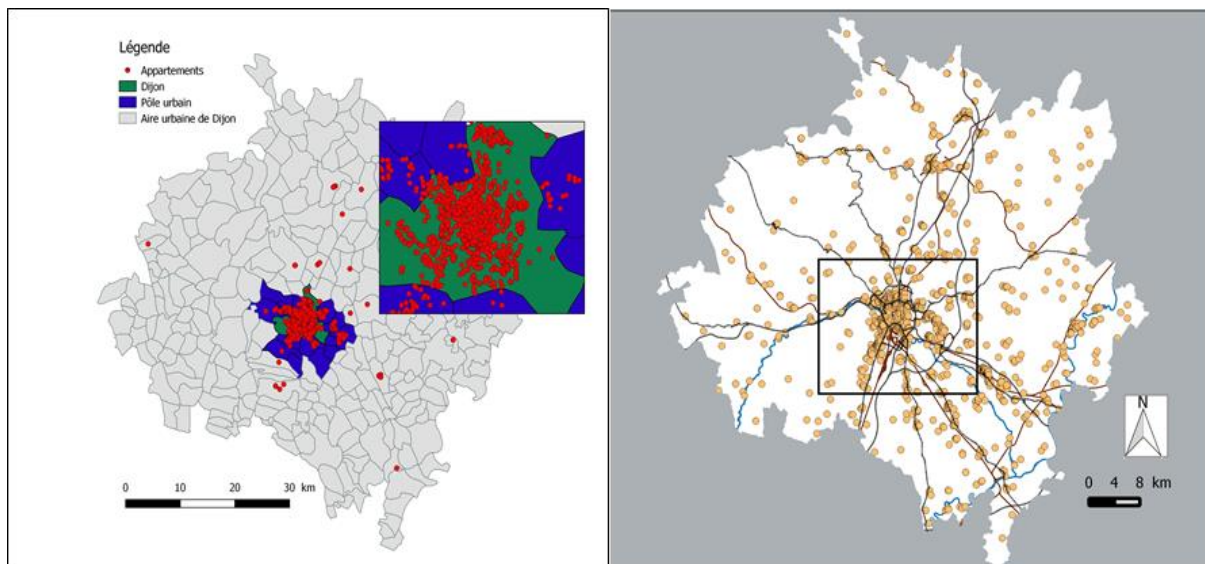 Légende
Appartements
Dijon
Pôle urbain
Aire urbaine de Dijon
0 10 20 30 km
N
0 4 8 km